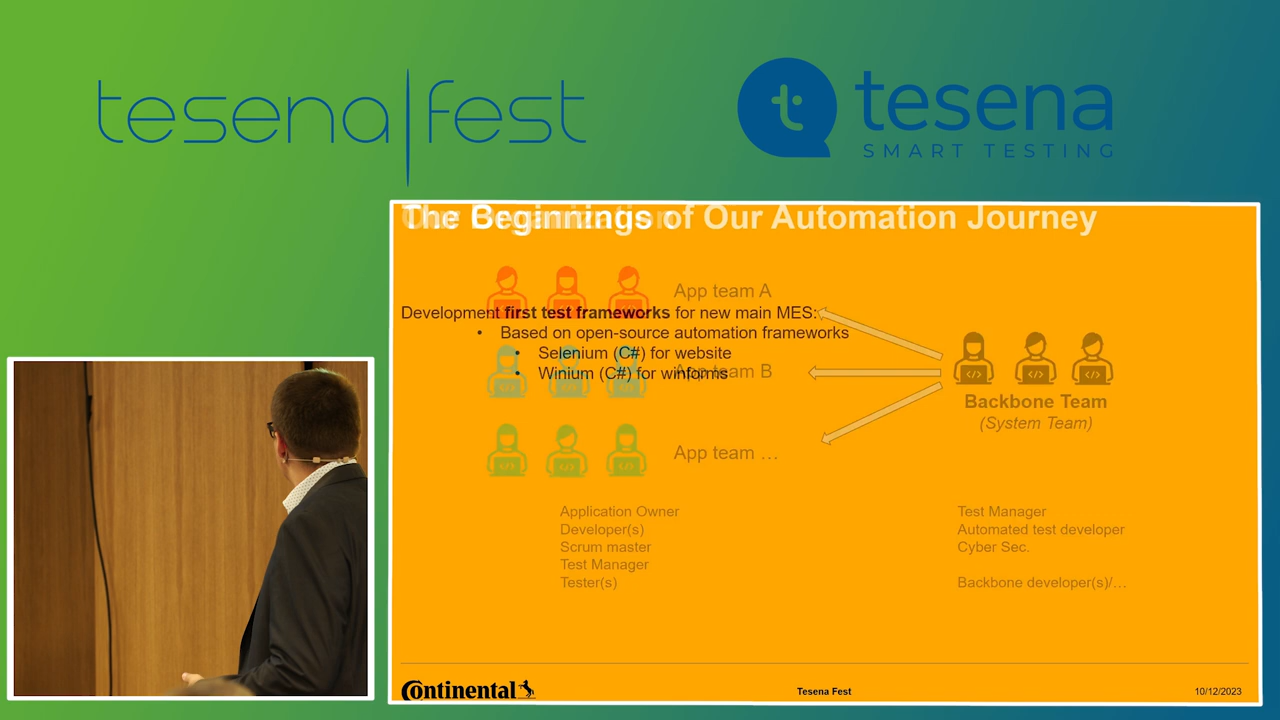 tesena|fest
tesena
SMART TESTING
The Beginnings of Our Automation Journey
App team A
Development first test frameworks for new main MES:
• Based on open-source automation frameworks
• Selenium (C#) for website
• Winium (C#) for winforms
App team B
App team …
Backbone Team
(System Team)
Application Owner
Developer(s)
Scrum master
Test Manager
Tester(s)
Test Manager
Automated test developer
Cyber Sec.
Backbone developer(s)/…
Continental
Tesena Fest
10/12/2023